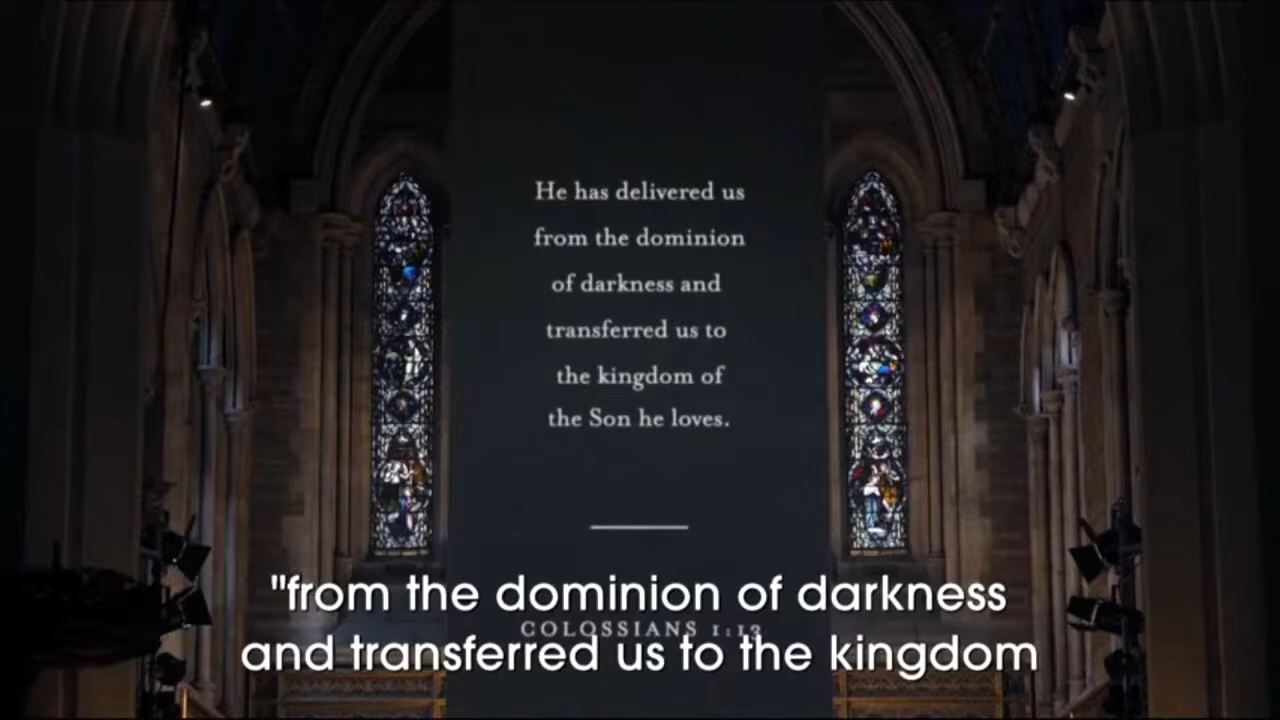 He has delivered us
from the dominion
of darkness and
transferred us to
the kingdom of
the Son he loves.
"from the dominion of darkness
COLOSSIANS 1:13
and transferred us to the kingdom